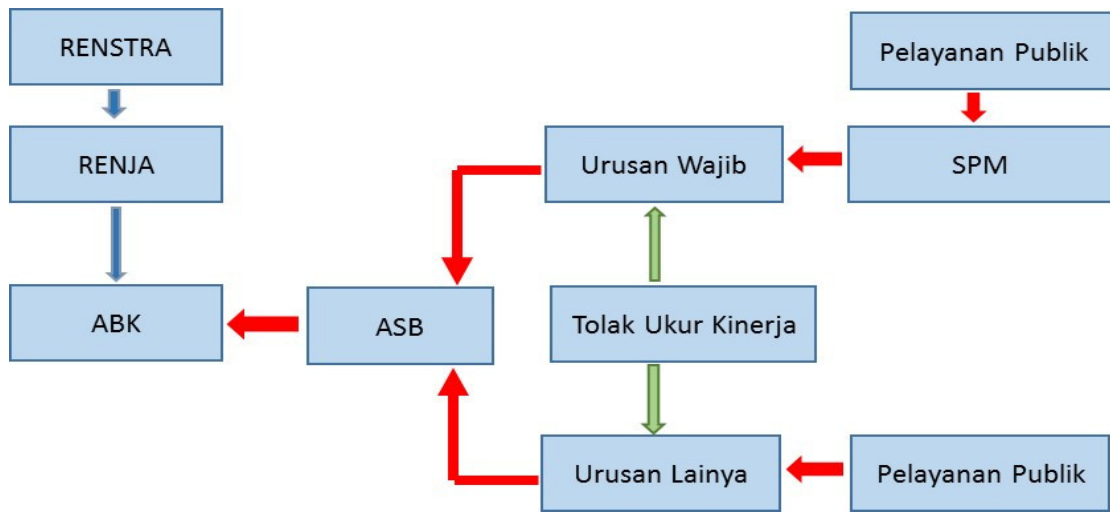 RENSTRA
Pelayanan Publik
RENJA
Urusan Wajib
SPM
ABK
ASB
Tolak Ukur Kinerja
Urusan Lainya
Pelayanan Publik